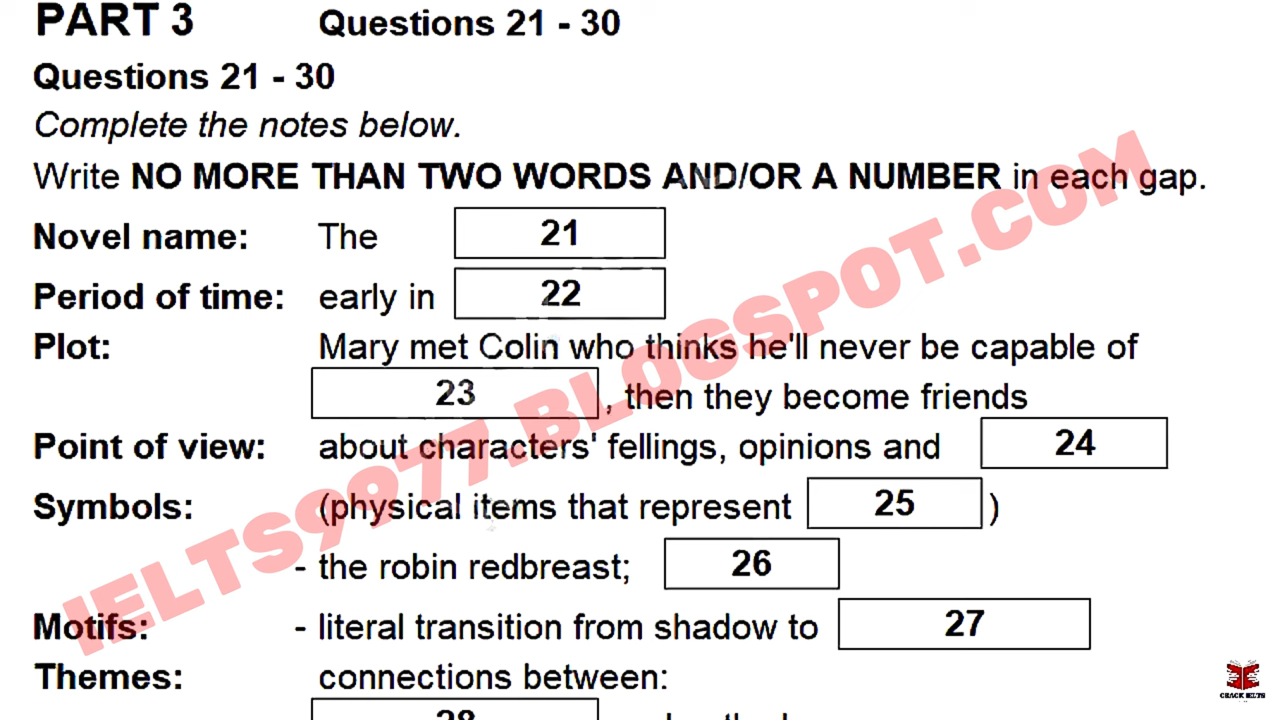 PART 3 Questions 21 - 30
Questions 21 - 30
Complete the notes below.
Write NO MORE THAN TWO WORDS AND/OR A NUMBER in each gap.
Novel name: The 21
Period of time: early in 22
Plot: Mary met Colin who thinks he'll never be capable of
23 , then they become friends
Point of view: about characters' fellings, opinions and 24
Symbols: (physical items that represent 25 )
- the robin redbreast; 26
Motifs: - literal transition from shadow to 27
Themes: connections between:
28
IELTS9977.BLOGSPOT.COM
CRACK IELTS